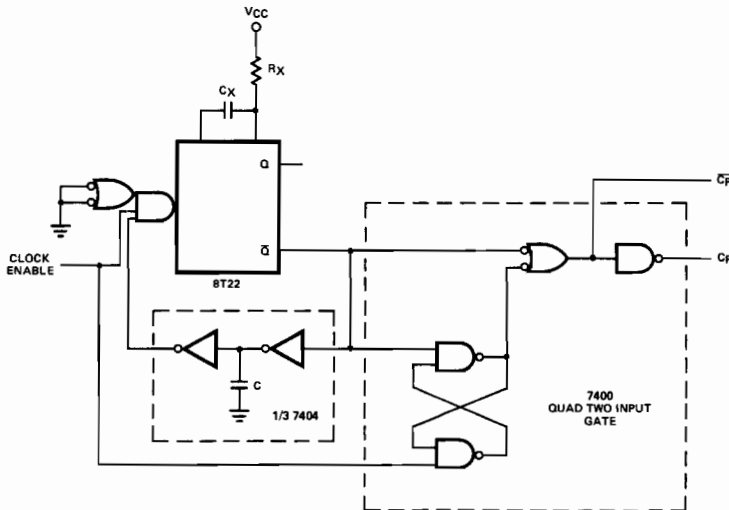 VCC
RX
CX
Q
Q̅
8T22
CLOCK
ENABLE
C
1/3 7404
7400
QUAD TWO INPUT
GATE